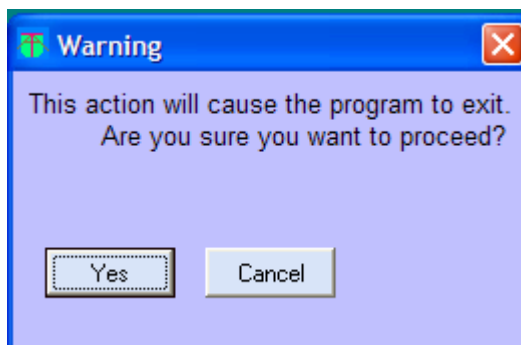 Warning
This action will cause the program to exit.
Are you sure you want to proceed?
Yes
Cancel